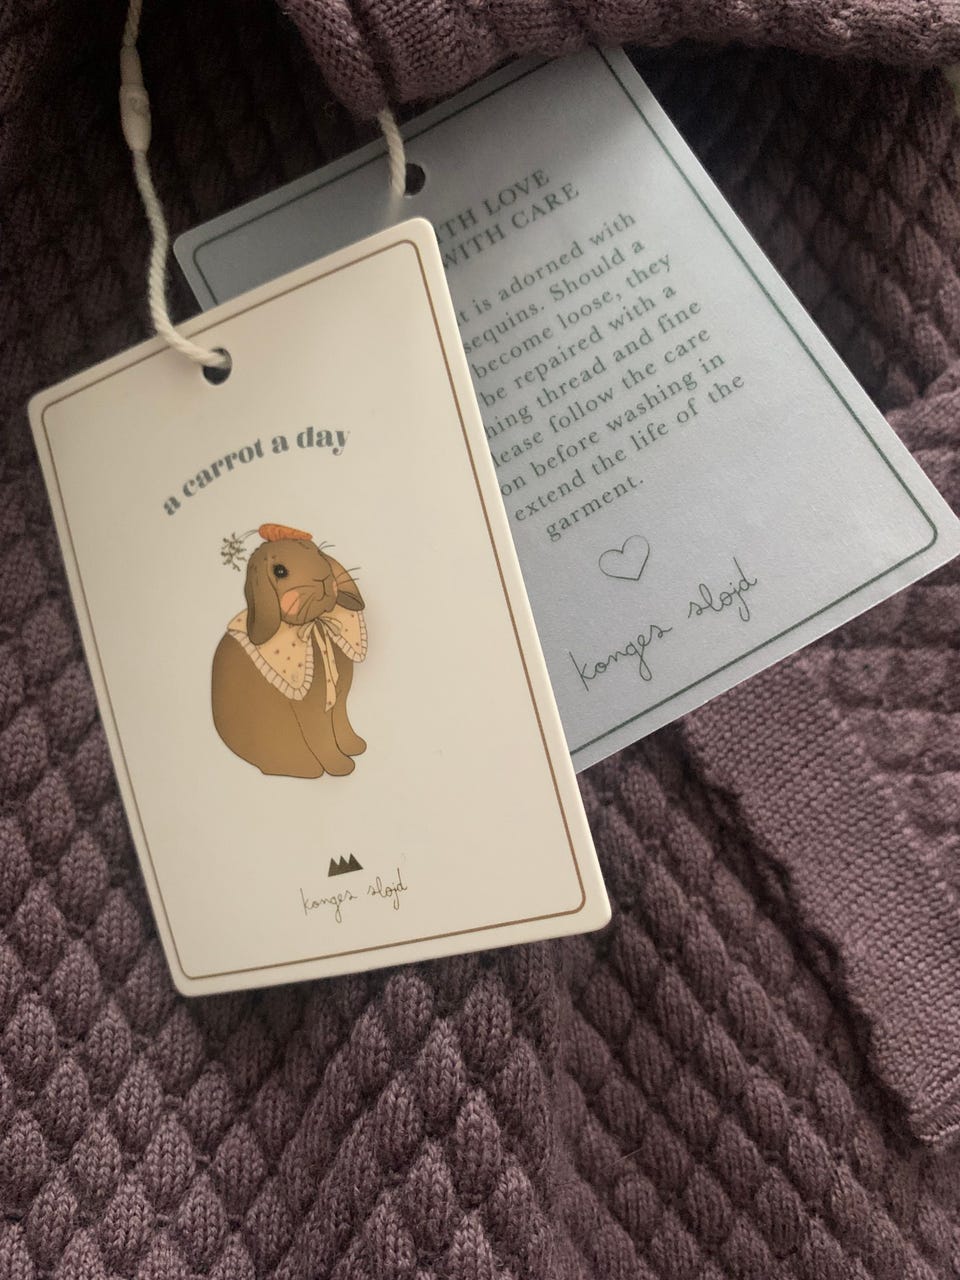 a carrot a day
konges sløjd
TH LOVE
WITH CARE
t is adorned with
sequins. Should a
become loose, they
be repaired with a
ing thread and fine
lease follow the care
on before washing in
extend the life of the
garment.
konges sløjd